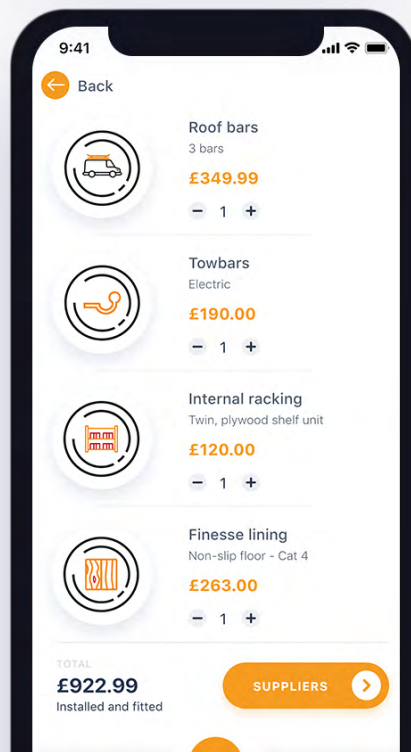 9:41
Back
Roof bars
3 bars
£349.99
− 1 +
Towbars
Electric
£190.00
− 1 +
Internal racking
Twin, plywood shelf unit
£120.00
− 1 +
Finesse lining
Non-slip floor - Cat 4
£263.00
− 1 +
TOTAL
£922.99
Installed and fitted
SUPPLIERS